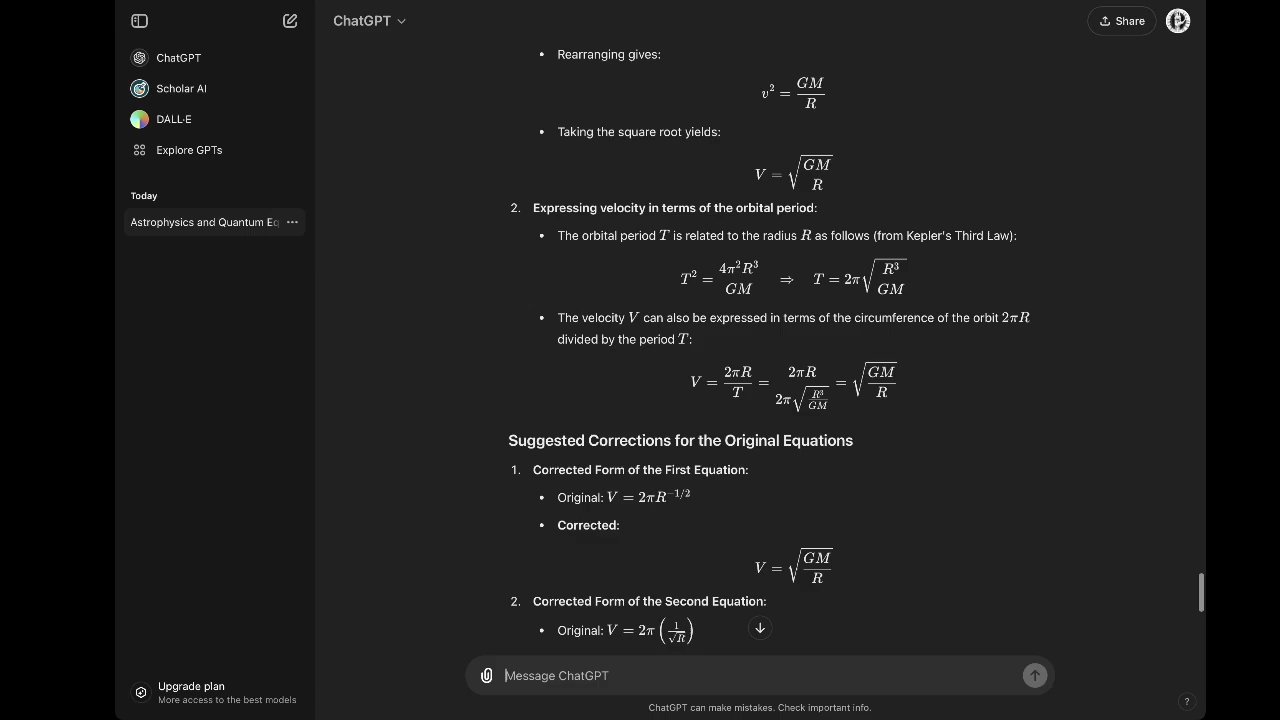 ChatGPT
Share
ChatGPT
Scholar AI
DALL·E
Explore GPTs
Today
Astrophysics and Quantum Eq
• Rearranging gives:
v² = GM/R
• Taking the square root yields:
V = √(GM/R)
2. Expressing velocity in terms of the orbital period:
• The orbital period T is related to the radius R as follows (from Kepler's Third Law):
T² = 4π²R³/GM ⇒ T = 2π√(R³/GM)
• The velocity V can also be expressed in terms of the circumference of the orbit 2πR
divided by the period T:
V = 2πR/T = 2πR/(2π√(R³/GM)) = √(GM/R)
Suggested Corrections for the Original Equations
1. Corrected Form of the First Equation:
• Original: V = 2πR⁻¹/²
• Corrected:
V = √(GM/R)
2. Corrected Form of the Second Equation:
• Original: V = 2π(1/√R)
Message ChatGPT
Upgrade plan
More access to the best models
ChatGPT can make mistakes. Check important info.
?